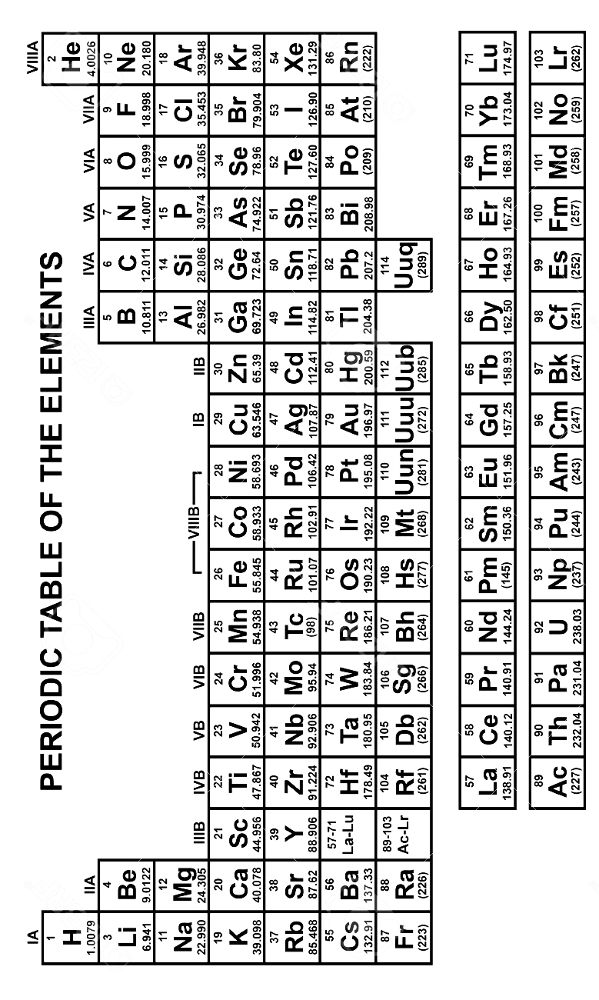 PERIODIC TABLE OF THE ELEMENTS
IA VIIIA
1 2
H He
1.0079 4.0026
IIA IIIA IVA VA VIA VIIA
3 4 5 6 7 8 9 10
Li Be B C N O F Ne
6.941 9.0122 10.811 12.011 14.007 15.999 18.998 20.180
11 12 13 14 15 16 17 18
Na Mg Al Si P S Cl Ar
22.990 24.305 26.982 28.086 30.974 32.065 35.453 39.948
IIIB IVB VB VIB VIIB VIIIB IB IIB
19 20 21 22 23 24 25 26 27 28 29 30 31 32 33 34 35 36
K Ca Sc Ti V Cr Mn Fe Co Ni Cu Zn Ga Ge As Se Br Kr
39.098 40.078 44.956 47.867 50.942 51.996 54.938 55.845 58.933 58.693 63.546 65.39 69.723 72.64 74.922 78.96 79.904 83.80
37 38 39 40 41 42 43 44 45 46 47 48 49 50 51 52 53 54
Rb Sr Y Zr Nb Mo Tc Ru Rh Pd Ag Cd In Sn Sb Te I Xe
85.468 87.62 88.906 91.224 92.906 95.94 (98) 101.07 102.91 106.42 107.87 112.41 114.82 118.71 121.76 127.60 126.90 131.29
55 56 57-71 72 73 74 75 76 77 78 79 80 81 82 83 84 85 86
Cs Ba La-Lu Hf Ta W Re Os Ir Pt Au Hg Tl Pb Bi Po At Rn
132.91 137.33 178.49 180.95 183.84 186.21 190.23 192.22 195.08 196.97 200.59 204.38 207.2 208.98 (209) (210) (222)
87 88 89-103 104 105 106 107 108 109 110 111 112 114
Fr Ra Ac-Lr Rf Db Sg Bh Hs Mt Uun Uuu Uub Uuq
(223) (226) (261) (262) (266) (264) (277) (268) (281) (272) (285) (289)
57 58 59 60 61 62 63 64 65 66 67 68 69 70 71
La Ce Pr Nd Pm Sm Eu Gd Tb Dy Ho Er Tm Yb Lu
138.91 140.12 140.91 144.24 (145) 150.36 151.96 157.25 158.93 162.50 164.93 167.26 168.93 173.04 174.97
89 90 91 92 93 94 95 96 97 98 99 100 101 102 103
Ac Th Pa U Np Pu Am Cm Bk Cf Es Fm Md No Lr
(227) 232.04 231.04 238.03 (237) (244) (243) (247) (247) (251) (252) (257) (258) (259) (262)